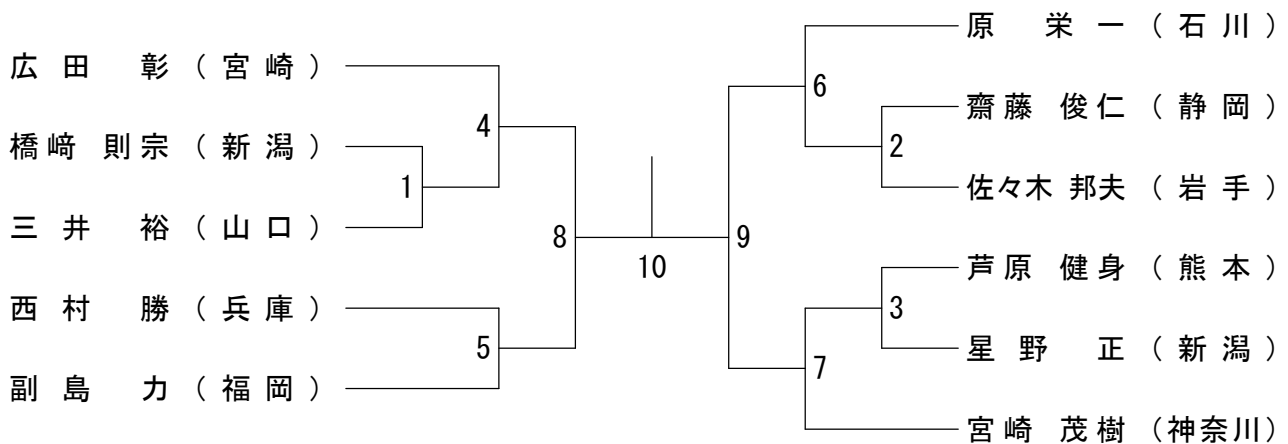 広田 彰 (宮崎)
橋﨑 則宗 (新潟)
三井 裕 (山口)
西村 勝 (兵庫)
副島 力 (福岡)
1
4
5
8
10
9
6
2
3
7
原 栄一 (石川)
齋藤 俊仁 (静岡)
佐々木 邦夫 (岩手)
芦原 健身 (熊本)
星野 正 (新潟)
宮崎 茂樹 (神奈川)